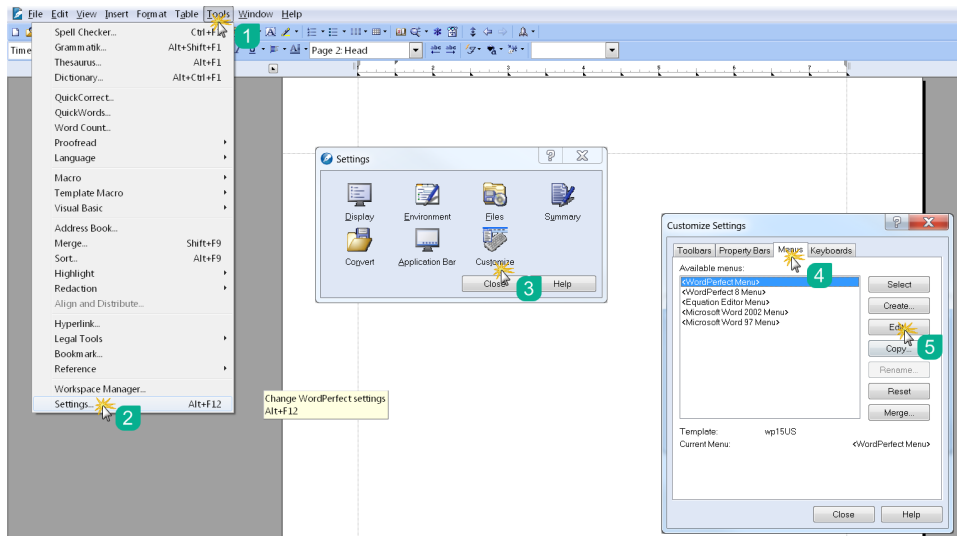 File Edit View Insert Format Table Tools Window Help
1
Time
Page 2: Head
Spell Checker...
Grammatik... Alt+Shift+F1
Thesaurus... Alt+F1
Dictionary... Alt+Ctrl+F1
QuickCorrect...
QuickWords...
Word Count...
Proofread
Language
Macro
Template Macro
Visual Basic
Address Book...
Merge... Shift+F9
Sort... Alt+F9
Highlight
Redaction
Align and Distribute...
Hyperlink...
Legal Tools
Bookmark...
Reference
Workspace Manager...
Settings... Alt+F12
2
Change WordPerfect settings
Alt+F12
Settings
Display Environment Files Summary
Convert Application Bar Customize
Close 3 Help
Customize Settings
Toolbars Property Bars Menus Keyboards
4
Available menus:
<WordPerfect Menu>
<WordPerfect 8 Menu>
<Equation Editor Menu>
<Microsoft Word 2002 Menu>
<Microsoft Word 97 Menu>
Select
Create...
5
Copy...
Rename...
Reset
Merge...
Template: wp15US
Current Menu: <WordPerfect Menu>
Close Help